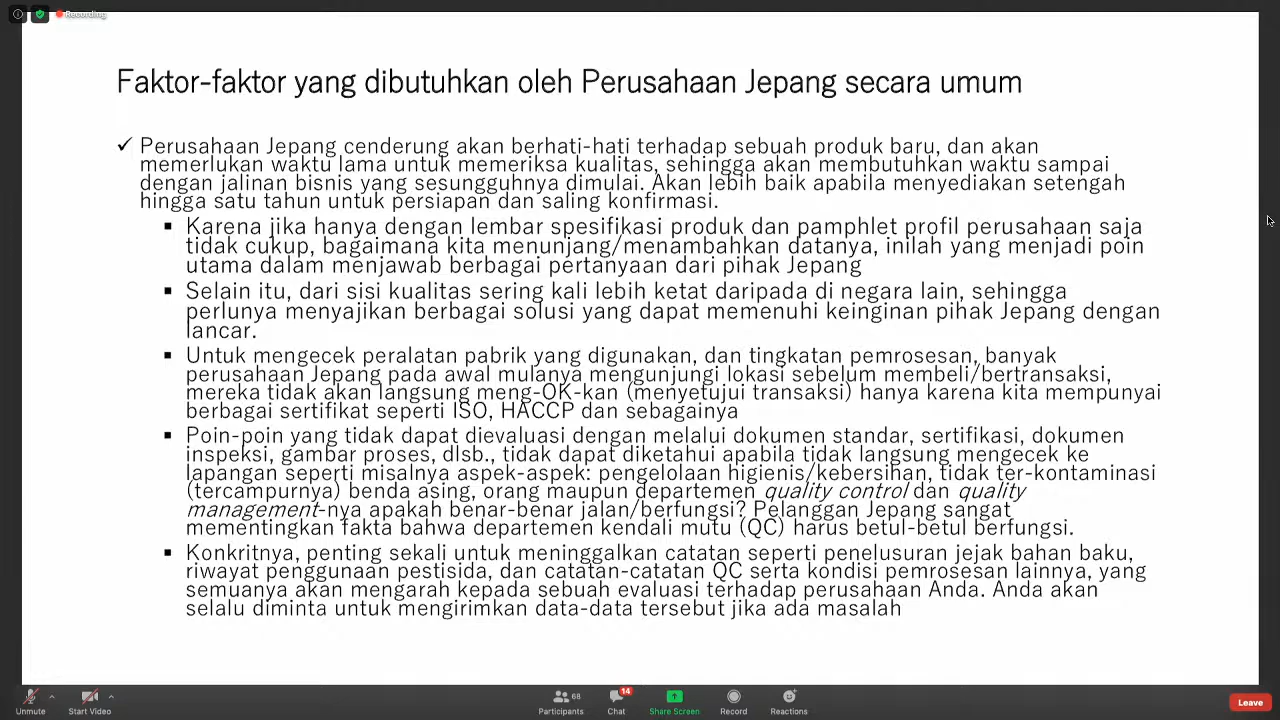 Recording
Faktor-faktor yang dibutuhkan oleh Perusahaan Jepang secara umum
✓ Perusahaan Jepang cenderung akan berhati-hati terhadap sebuah produk baru, dan akan
memerlukan waktu lama untuk memeriksa kualitas, sehingga akan membutuhkan waktu sampai
dengan jalinan bisnis yang sesungguhnya dimulai. Akan lebih baik apabila menyediakan setengah
hingga satu tahun untuk persiapan dan saling konfirmasi.
▪ Karena jika hanya dengan lembar spesifikasi produk dan pamphlet profil perusahaan saja
tidak cukup, bagaimana kita menunjang/menambahkan datanya, inilah yang menjadi poin
utama dalam menjawab berbagai pertanyaan dari pihak Jepang
▪ Selain itu, dari sisi kualitas sering kali lebih ketat daripada di negara lain, sehingga
perlunya menyajikan berbagai solusi yang dapat memenuhi keinginan pihak Jepang dengan
lancar.
▪ Untuk mengecek peralatan pabrik yang digunakan, dan tingkatan pemrosesan, banyak
perusahaan Jepang pada awal mulanya mengunjungi lokasi sebelum membeli/bertransaksi,
mereka tidak akan langsung meng-OK-kan (menyetujui transaksi) hanya karena kita mempunyai
berbagai sertifikat seperti ISO, HACCP dan sebagainya
▪ Poin-poin yang tidak dapat dievaluasi dengan melalui dokumen standar, sertifikasi, dokumen
inspeksi, gambar proses, dlsb., tidak dapat diketahui apabila tidak langsung mengecek ke
lapangan seperti misalnya aspek-aspek: pengelolaan higienis/kebersihan, tidak ter-kontaminasi
(tercampurnya) benda asing, orang maupun departemen quality control dan quality
management-nya apakah benar-benar jalan/berfungsi? Pelanggan Jepang sangat
mementingkan fakta bahwa departemen kendali mutu (QC) harus betul-betul berfungsi.
▪ Konkritnya, penting sekali untuk meninggalkan catatan seperti penelusuran jejak bahan baku,
riwayat penggunaan pestisida, dan catatan-catatan QC serta kondisi pemrosesan lainnya, yang
semuanya akan mengarah kepada sebuah evaluasi terhadap perusahaan Anda. Anda akan
selalu diminta untuk mengirimkan data-data tersebut jika ada masalah
68 14
Unmute Start Video Participants Chat Share Screen Record Reactions Leave